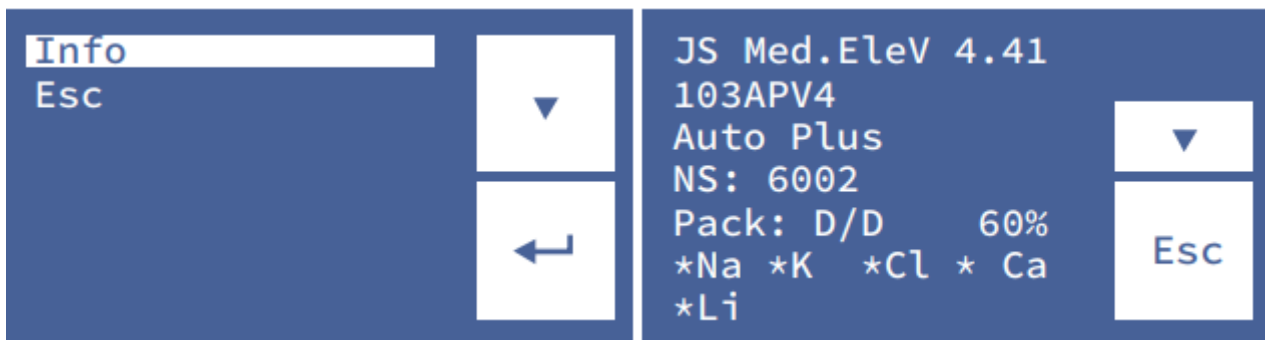 Info
Esc
▼
↵
JS Med.EleV 4.41
103APV4
Auto Plus
NS: 6002
Pack: D/D    60%
*Na *K  *Cl * Ca
*Li
▼
Esc